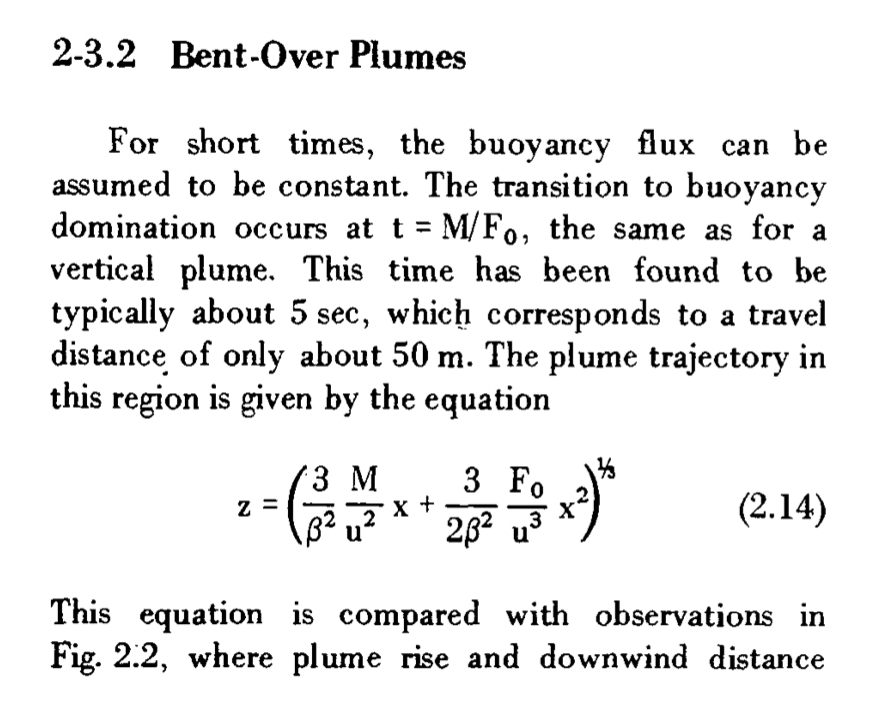 2-3.2 Bent-Over Plumes
For short times, the buoyancy flux can be
assumed to be constant. The transition to buoyancy
domination occurs at t = M/F₀, the same as for a
vertical plume. This time has been found to be
typically about 5 sec, which corresponds to a travel
distance of only about 50 m. The plume trajectory in
this region is given by the equation
z = (3/β² M/u² x + 3/2β² F₀/u³ x²)^⅓ (2.14)
This equation is compared with observations in
Fig. 2.2, where plume rise and downwind distance